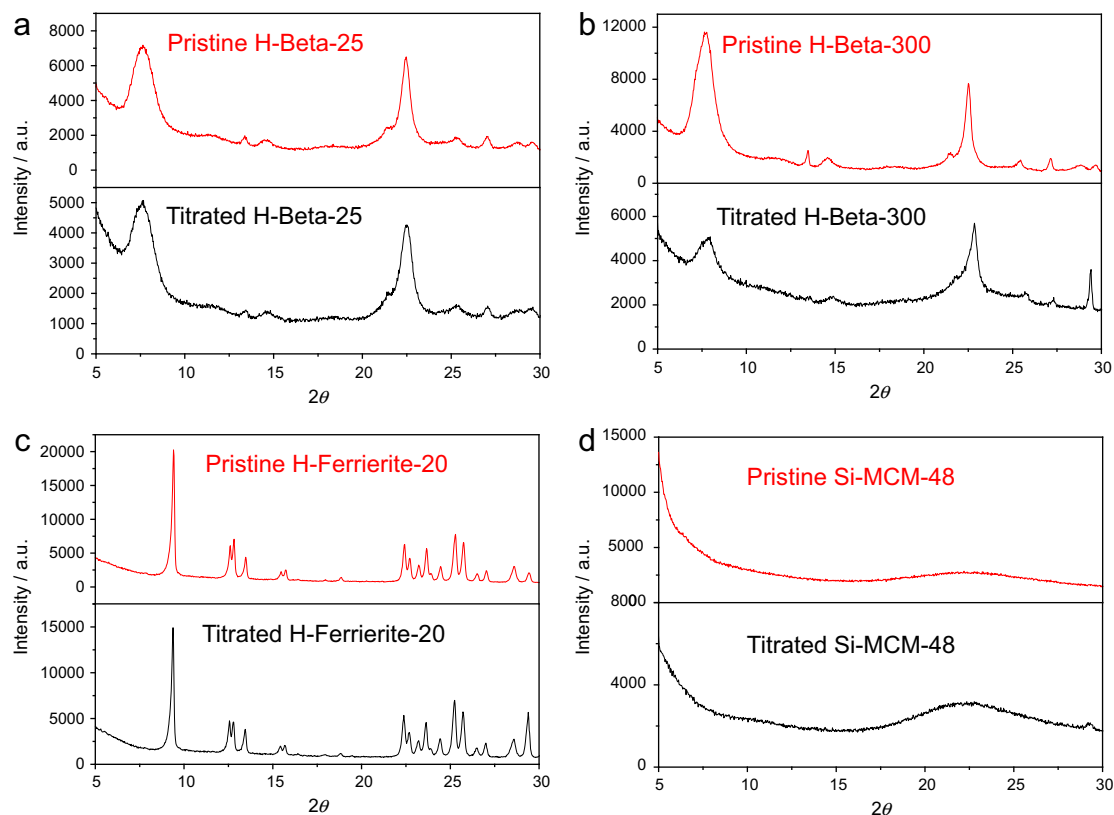 a
8000
Pristine H-Beta-25
6000
4000
2000
0
Intensity / a.u.
5000
Titrated H-Beta-25
4000
3000
2000
1000
0
5 10 15 20 25 30
2θ
b
12000
Pristine H-Beta-300
8000
4000
0
Intensity / a.u.
6000
Titrated H-Beta-300
4000
2000
0
5 10 15 20 25 30
2θ
c
20000
Pristine H-Ferrierite-20
15000
10000
5000
0
Intensity / a.u.
15000
Titrated H-Ferrierite-20
10000
5000
0
5 10 15 20 25 30
2θ
d
15000
Pristine Si-MCM-48
10000
5000
0
Intensity / a.u.
8000
Titrated Si-MCM-48
4000
0
5 10 15 20 25 30
2θ